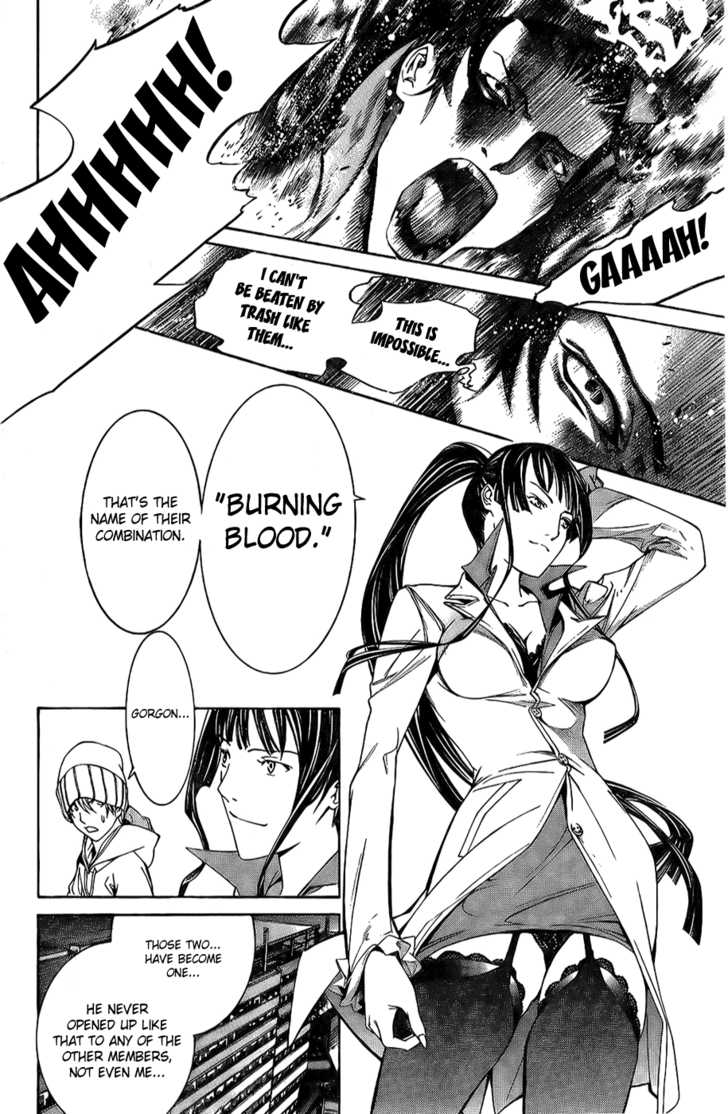 GAAAAH!
AHHHHH!
THIS IS
IMPOSSIBLE...
I CAN'T
BE BEATEN BY
TRASH LIKE
THEM...
"BURNING
BLOOD."
THAT'S THE
NAME OF THEIR
COMBINATION.
GORGON...
THOSE TWO...
HAVE BECOME
ONE...
HE NEVER
OPENED UP LIKE
THAT TO ANY OF THE
OTHER MEMBERS,
NOT EVEN ME...